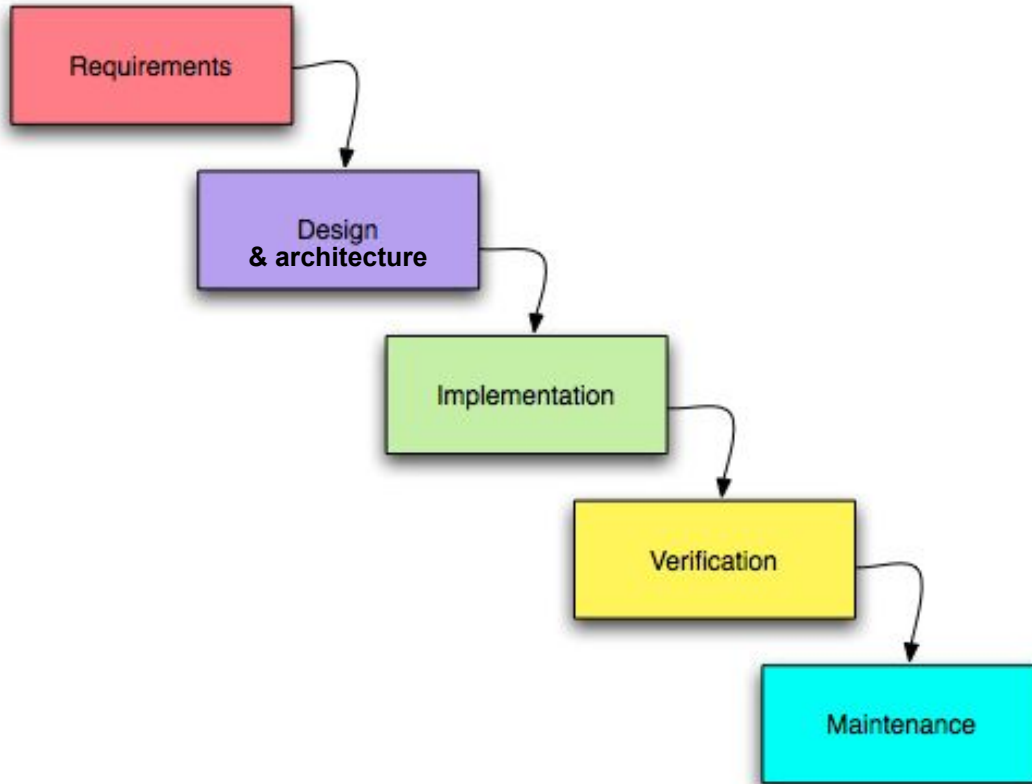 Requirements
Design
& architecture
Implementation
Verification
Maintenance